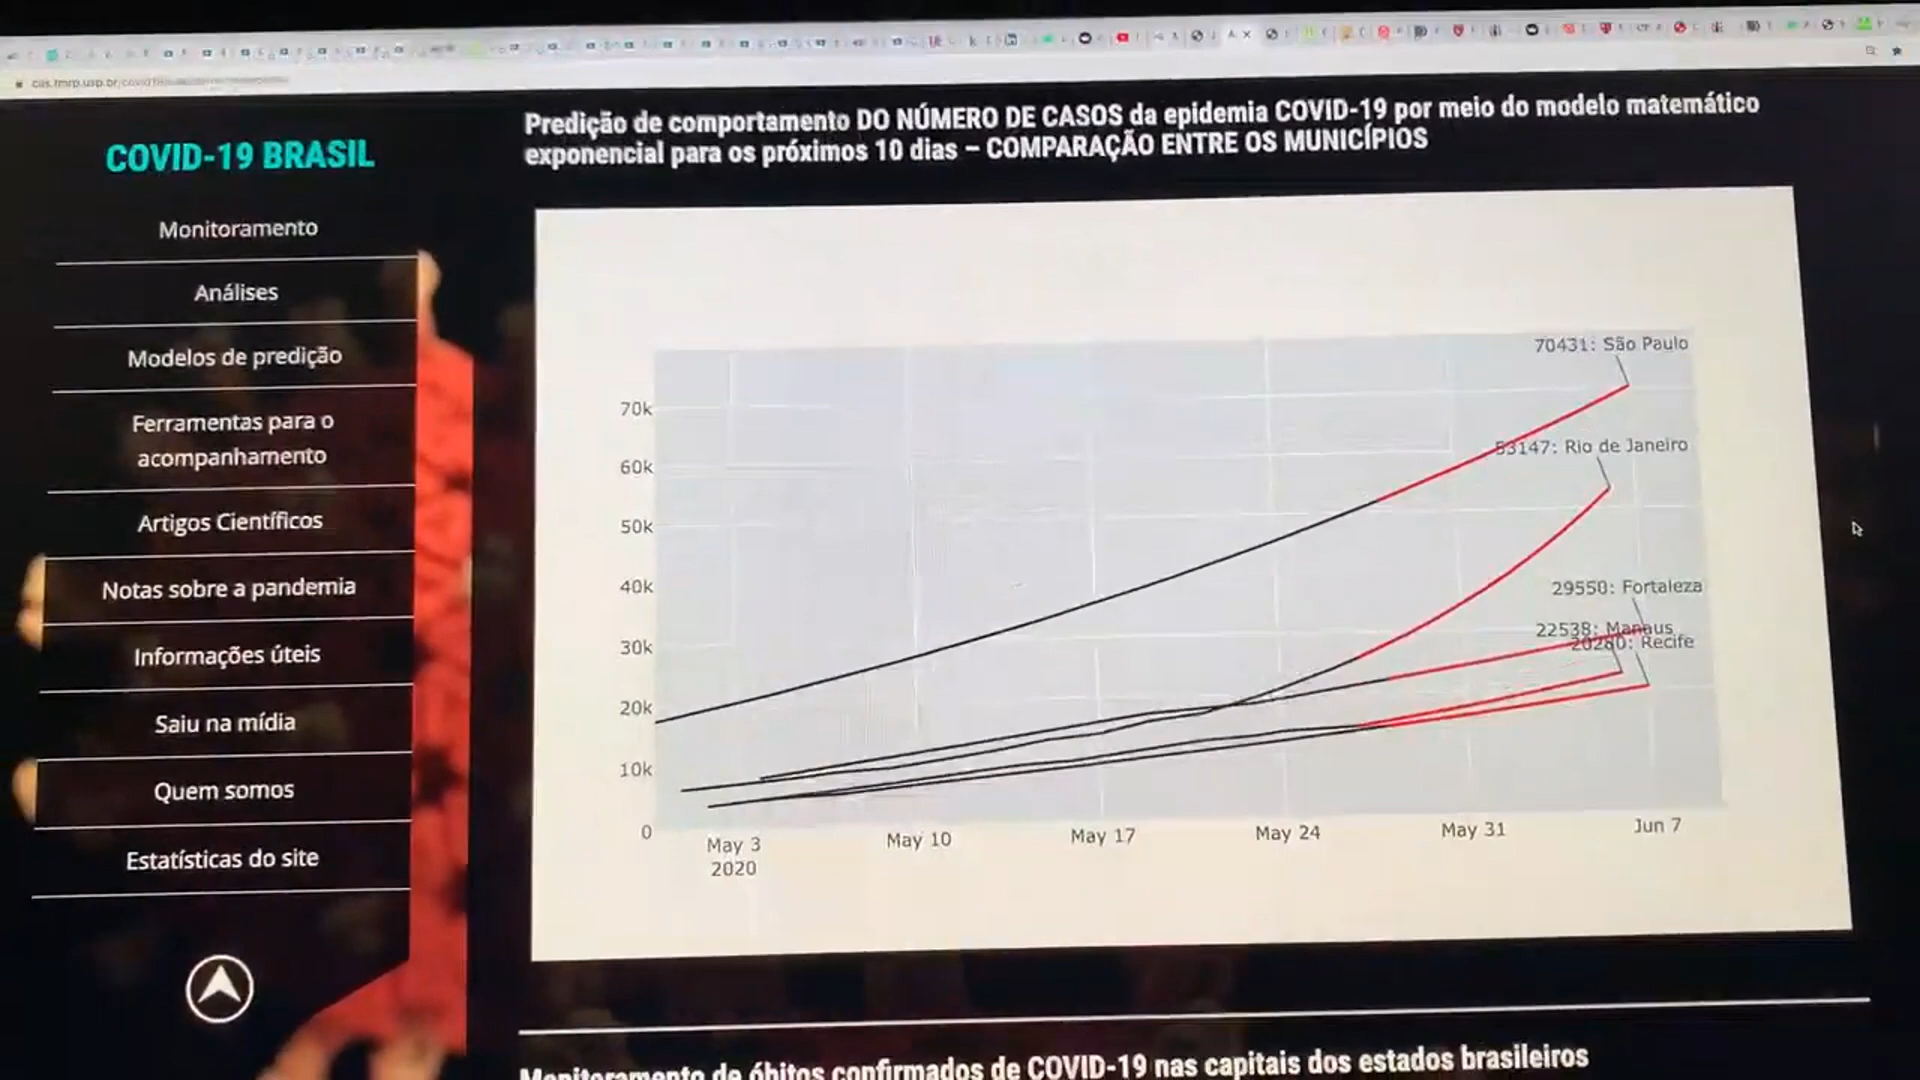 COVID-19 BRASIL
Monitoramento
Análises
Modelos de predição
Ferramentas para o
acompanhamento
Artigos Científicos
Notas sobre a pandemia
Informações úteis
Saiu na mídia
Quem somos
Estatísticas do site
Predição de comportamento DO NÚMERO DE CASOS da epidemia COVID-19 por meio do modelo matemático
exponencial para os próximos 10 dias – COMPARAÇÃO ENTRE OS MUNICÍPIOS
70431: São Paulo
53147: Rio de Janeiro
29550: Fortaleza
22538: Manaus
20280: Recife
70k
60k
50k
40k
30k
20k
10k
0
May 3
2020
May 10
May 17
May 24
May 31
Jun 7
Monitoramento de óbitos confirmados de COVID-19 nas capitais dos estados brasileiros